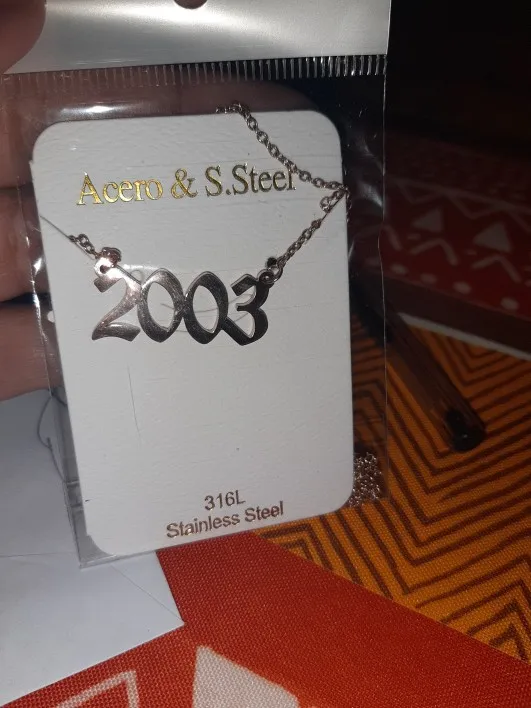 Acero & S.Steel
2003
316L
Stainless Steel